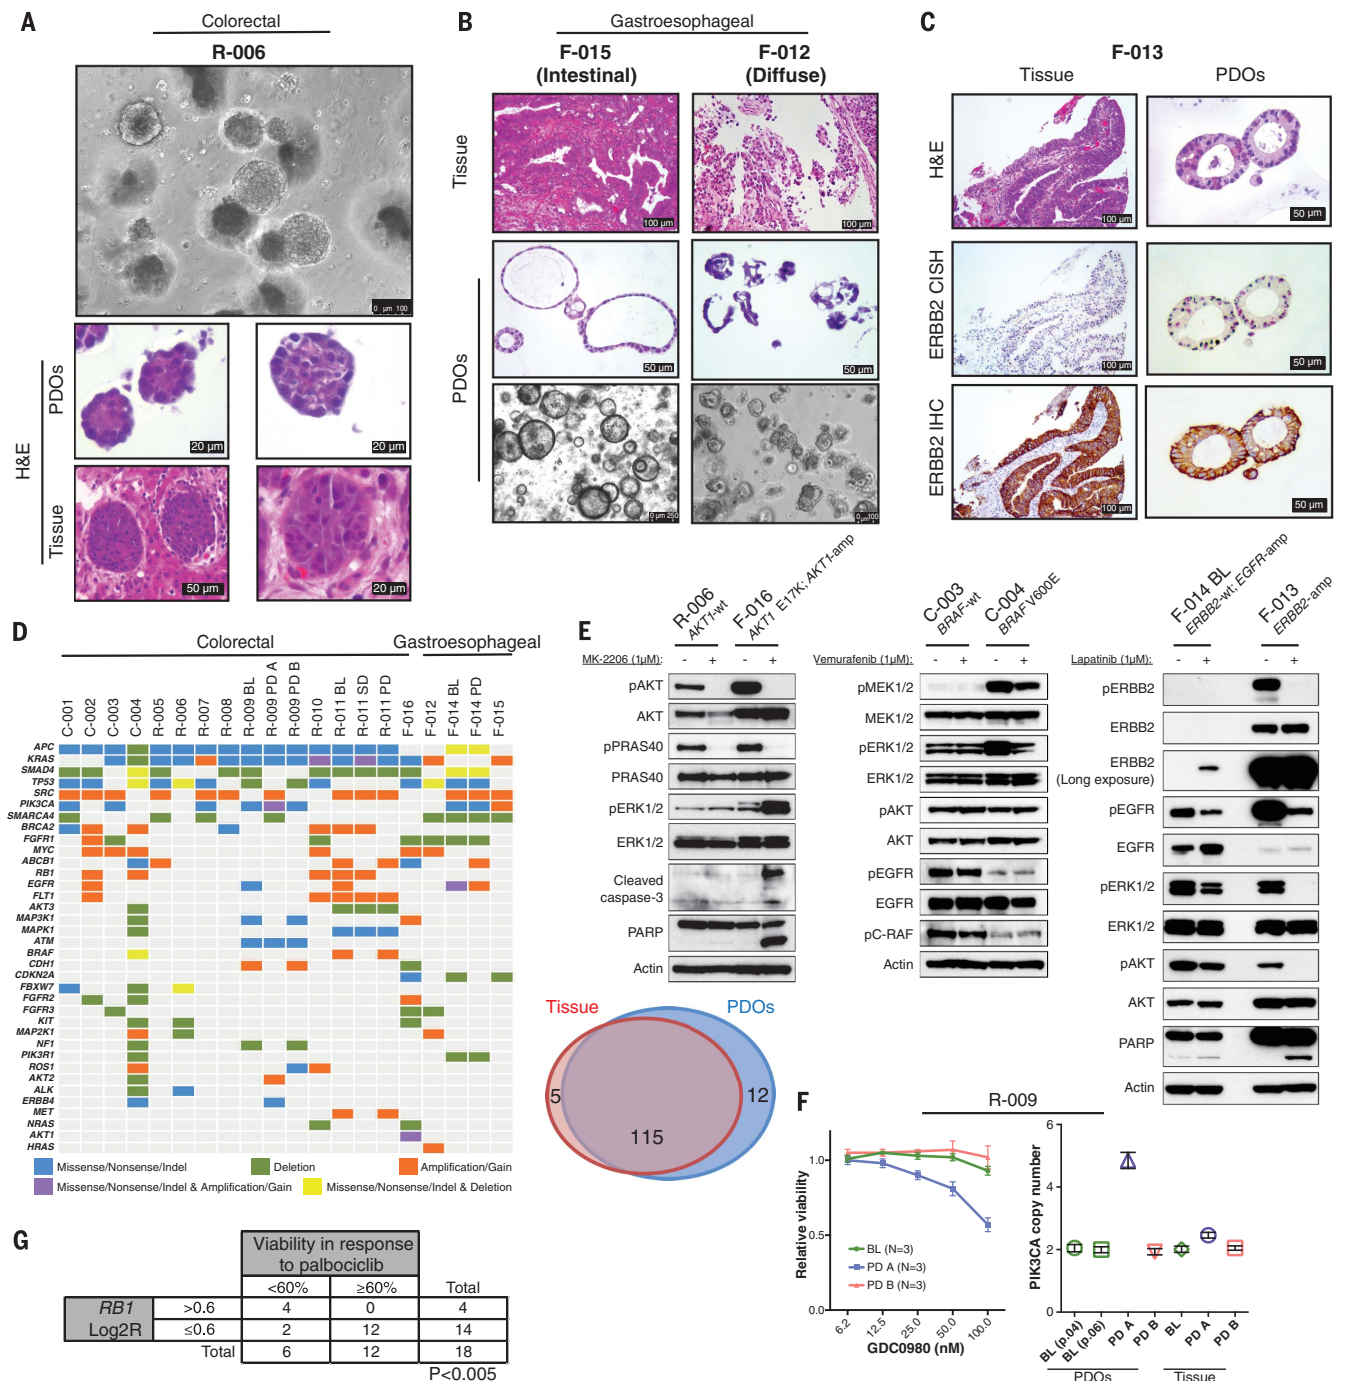 A
Colorectal
R-006
0 µm 100
PDOs
20 µm
20 µm
H&E
Tissue
50 µm
20 µm
B
Gastroesophageal
F-015
(Intestinal)
F-012
(Diffuse)
Tissue
100 µm
100 µm
PDOs
50 µm
50 µm
0 µm 250
0 µm 100
C
F-013
Tissue
PDOs
H&E
100 µm
50 µm
ERBB2 CISH
100 µm
50 µm
ERBB2 IHC
100 µm
50 µm
D
Colorectal
Gastroesophageal
C-001
C-002
C-003
C-004
R-005
R-006
R-007
R-008
R-009 BL
R-009 PD A
R-009 PD B
R-010
R-011 BL
R-011 SD
R-011 PD
F-016
F-012
F-014 BL
F-014 PD
F-015
APC
KRAS
SMAD4
TP53
SRC
PIK3CA
SMARCA4
BRCA2
FGFR1
MYC
ABCB1
RB1
EGFR
FLT1
AKT3
MAP3K1
MAPK1
ATM
BRAF
CDH1
CDKN2A
FBXW7
FGFR2
FGFR3
KIT
MAP2K1
NF1
PIK3R1
ROS1
AKT2
ALK
ERBB4
MET
NRAS
AKT1
HRAS
Missense/Nonsense/Indel
Deletion
Amplification/Gain
Missense/Nonsense/Indel & Amplification/Gain
Missense/Nonsense/Indel & Deletion
Tissue
PDOs
5
115
12
E
R-006
AKT1-wt
F-016
AKT1 E17K; AKT1-amp
MK-2206 (1µM):
- + - +
pAKT
AKT
pPRAS40
PRAS40
pERK1/2
ERK1/2
Cleaved
caspase-3
PARP
Actin
C-003
BRAF-wt
C-004
BRAF V600E
Vemurafenib (1µM):
- + - +
pMEK1/2
MEK1/2
pERK1/2
ERK1/2
pAKT
AKT
pEGFR
EGFR
pC-RAF
Actin
F-014 BL
ERBB2-wt; EGFR-amp
F-013
ERBB2-amp
Lapatinib (1µM):
- + - +
pERBB2
ERBB2
ERBB2
(Long exposure)
pEGFR
EGFR
pERK1/2
ERK1/2
pAKT
AKT
PARP
Actin
F
R-009
Relative viability
1.0
0.5
0.0
BL (N=3)
PD A (N=3)
PD B (N=3)
6.2
12.5
25.0
50.0
100.0
GDC0980 (nM)
PIK3CA copy number
6
4
2
0
BL (p.04)
BL (p.06)
PD A
PD B
BL
PD A
PD B
PDOs
Tissue
G
Viability in response
to palbociclib
<60% ≥60% Total
RB1 >0.6 4 0 4
Log2R ≤0.6 2 12 14
Total 6 12 18
P<0.005